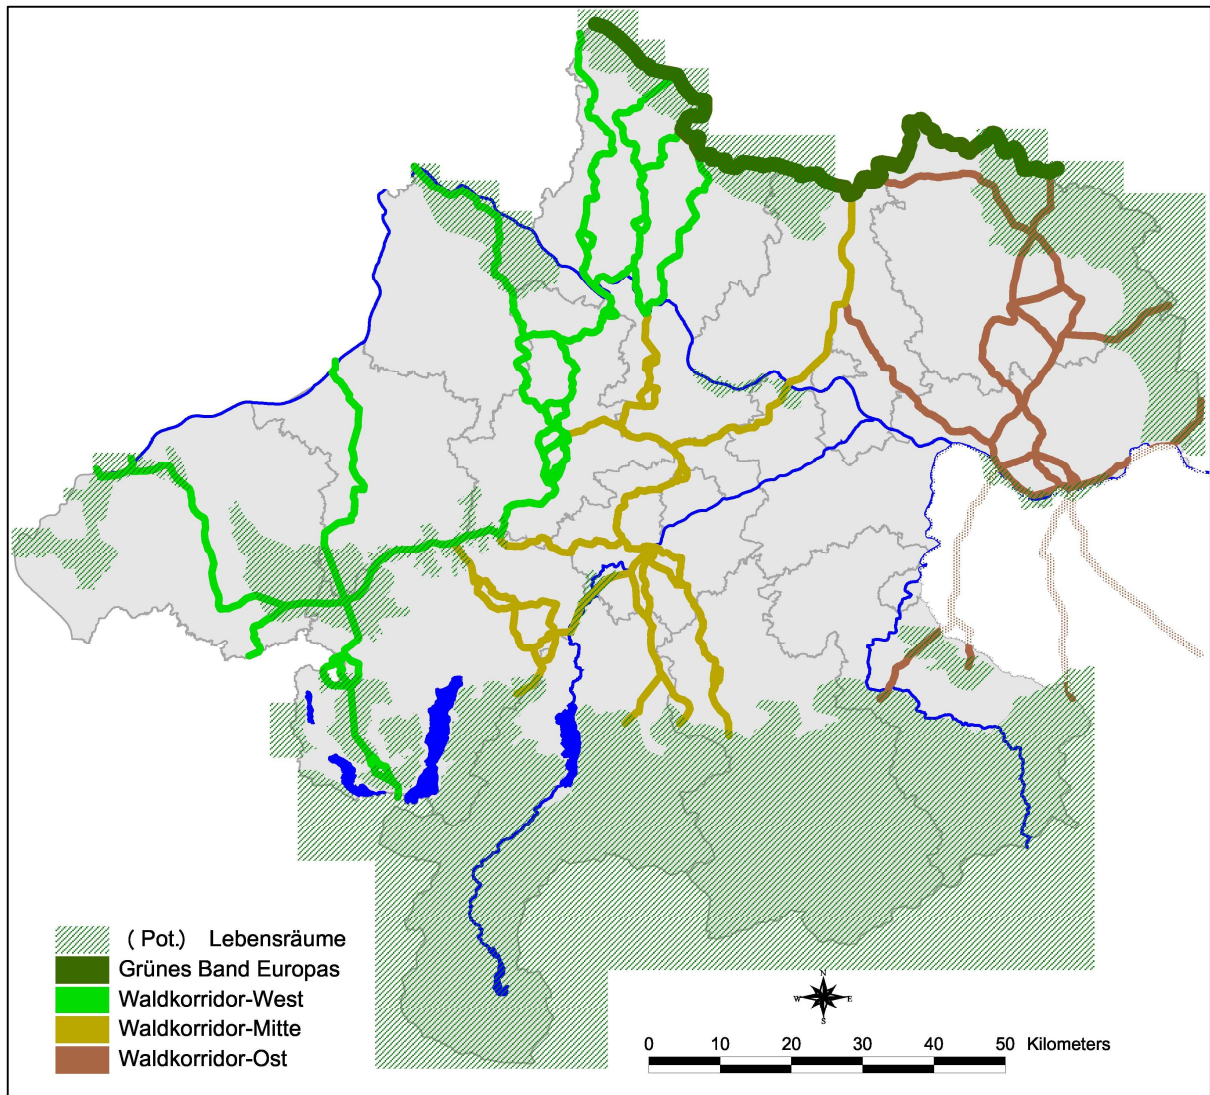 ( Pot.) Lebensräume
Grünes Band Europas
Waldkorridor-West
Waldkorridor-Mitte
Waldkorridor-Ost
N
W E
S
0 10 20 30 40 50 Kilometers